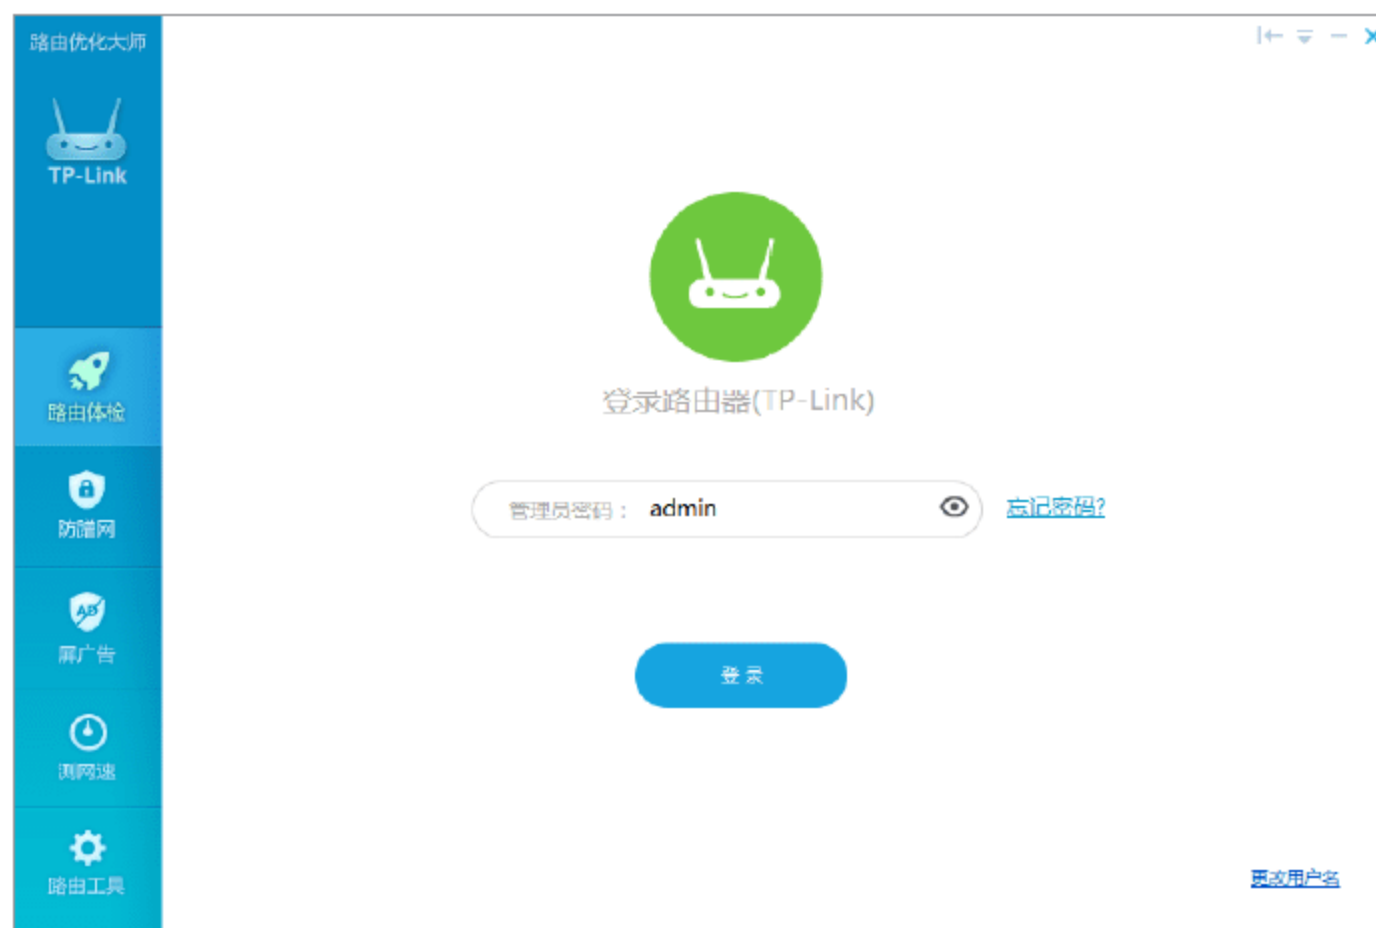 路由优化大师
TP-Link
路由体检
防蹭网
AD
屏广告
测网速
路由工具
登录路由器(TP-Link)
管理员密码： admin
忘记密码?
登 录
更改用户名